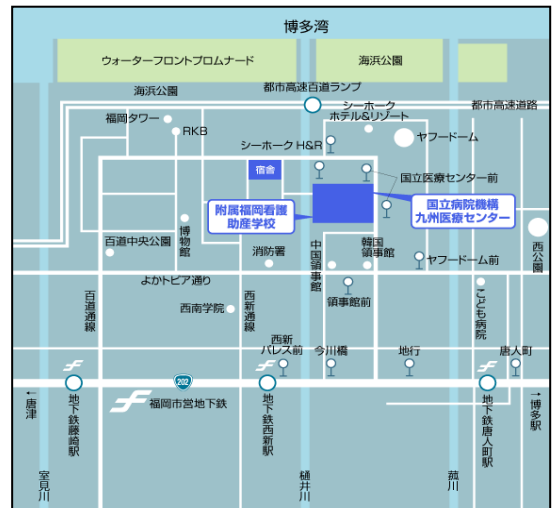 博多湾
ウォーターフロントプロムナード
海浜公園
海浜公園
都市高速百道ランプ
都市高速道路
福岡タワー
RKB
シーホーク
ホテル&リゾート
ヤフードーム
シーホークH&R
宿舎
国立医療センター前
附属福岡看護
助産学校
国立病院機構
九州医療センター
博物館
百道中央公園
消防署
中国領事館
韓国領事館
ヤフードーム前
西公園
よかトピア通り
領事館前
こども病院
百道通線
西南学院
西新通線
西新
パレス前
今川橋
地行
唐人町
202
←唐津
地下鉄藤崎駅
福岡市営地下鉄
地下鉄西新駅
地下鉄唐人町駅
→博多駅
室見川
樋井川
菰川